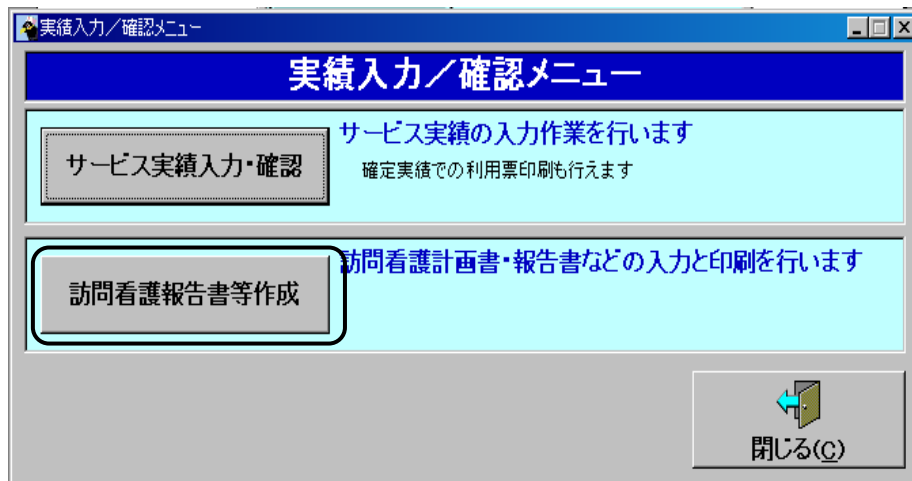 実績入力／確認メニュー
実績入力／確認メニュー
サービス実績入力・確認
サービス実績の入力作業を行います
確定実績での利用票印刷も行えます
訪問看護報告書等作成
訪問看護計画書・報告書などの入力と印刷を行います
閉じる(C)